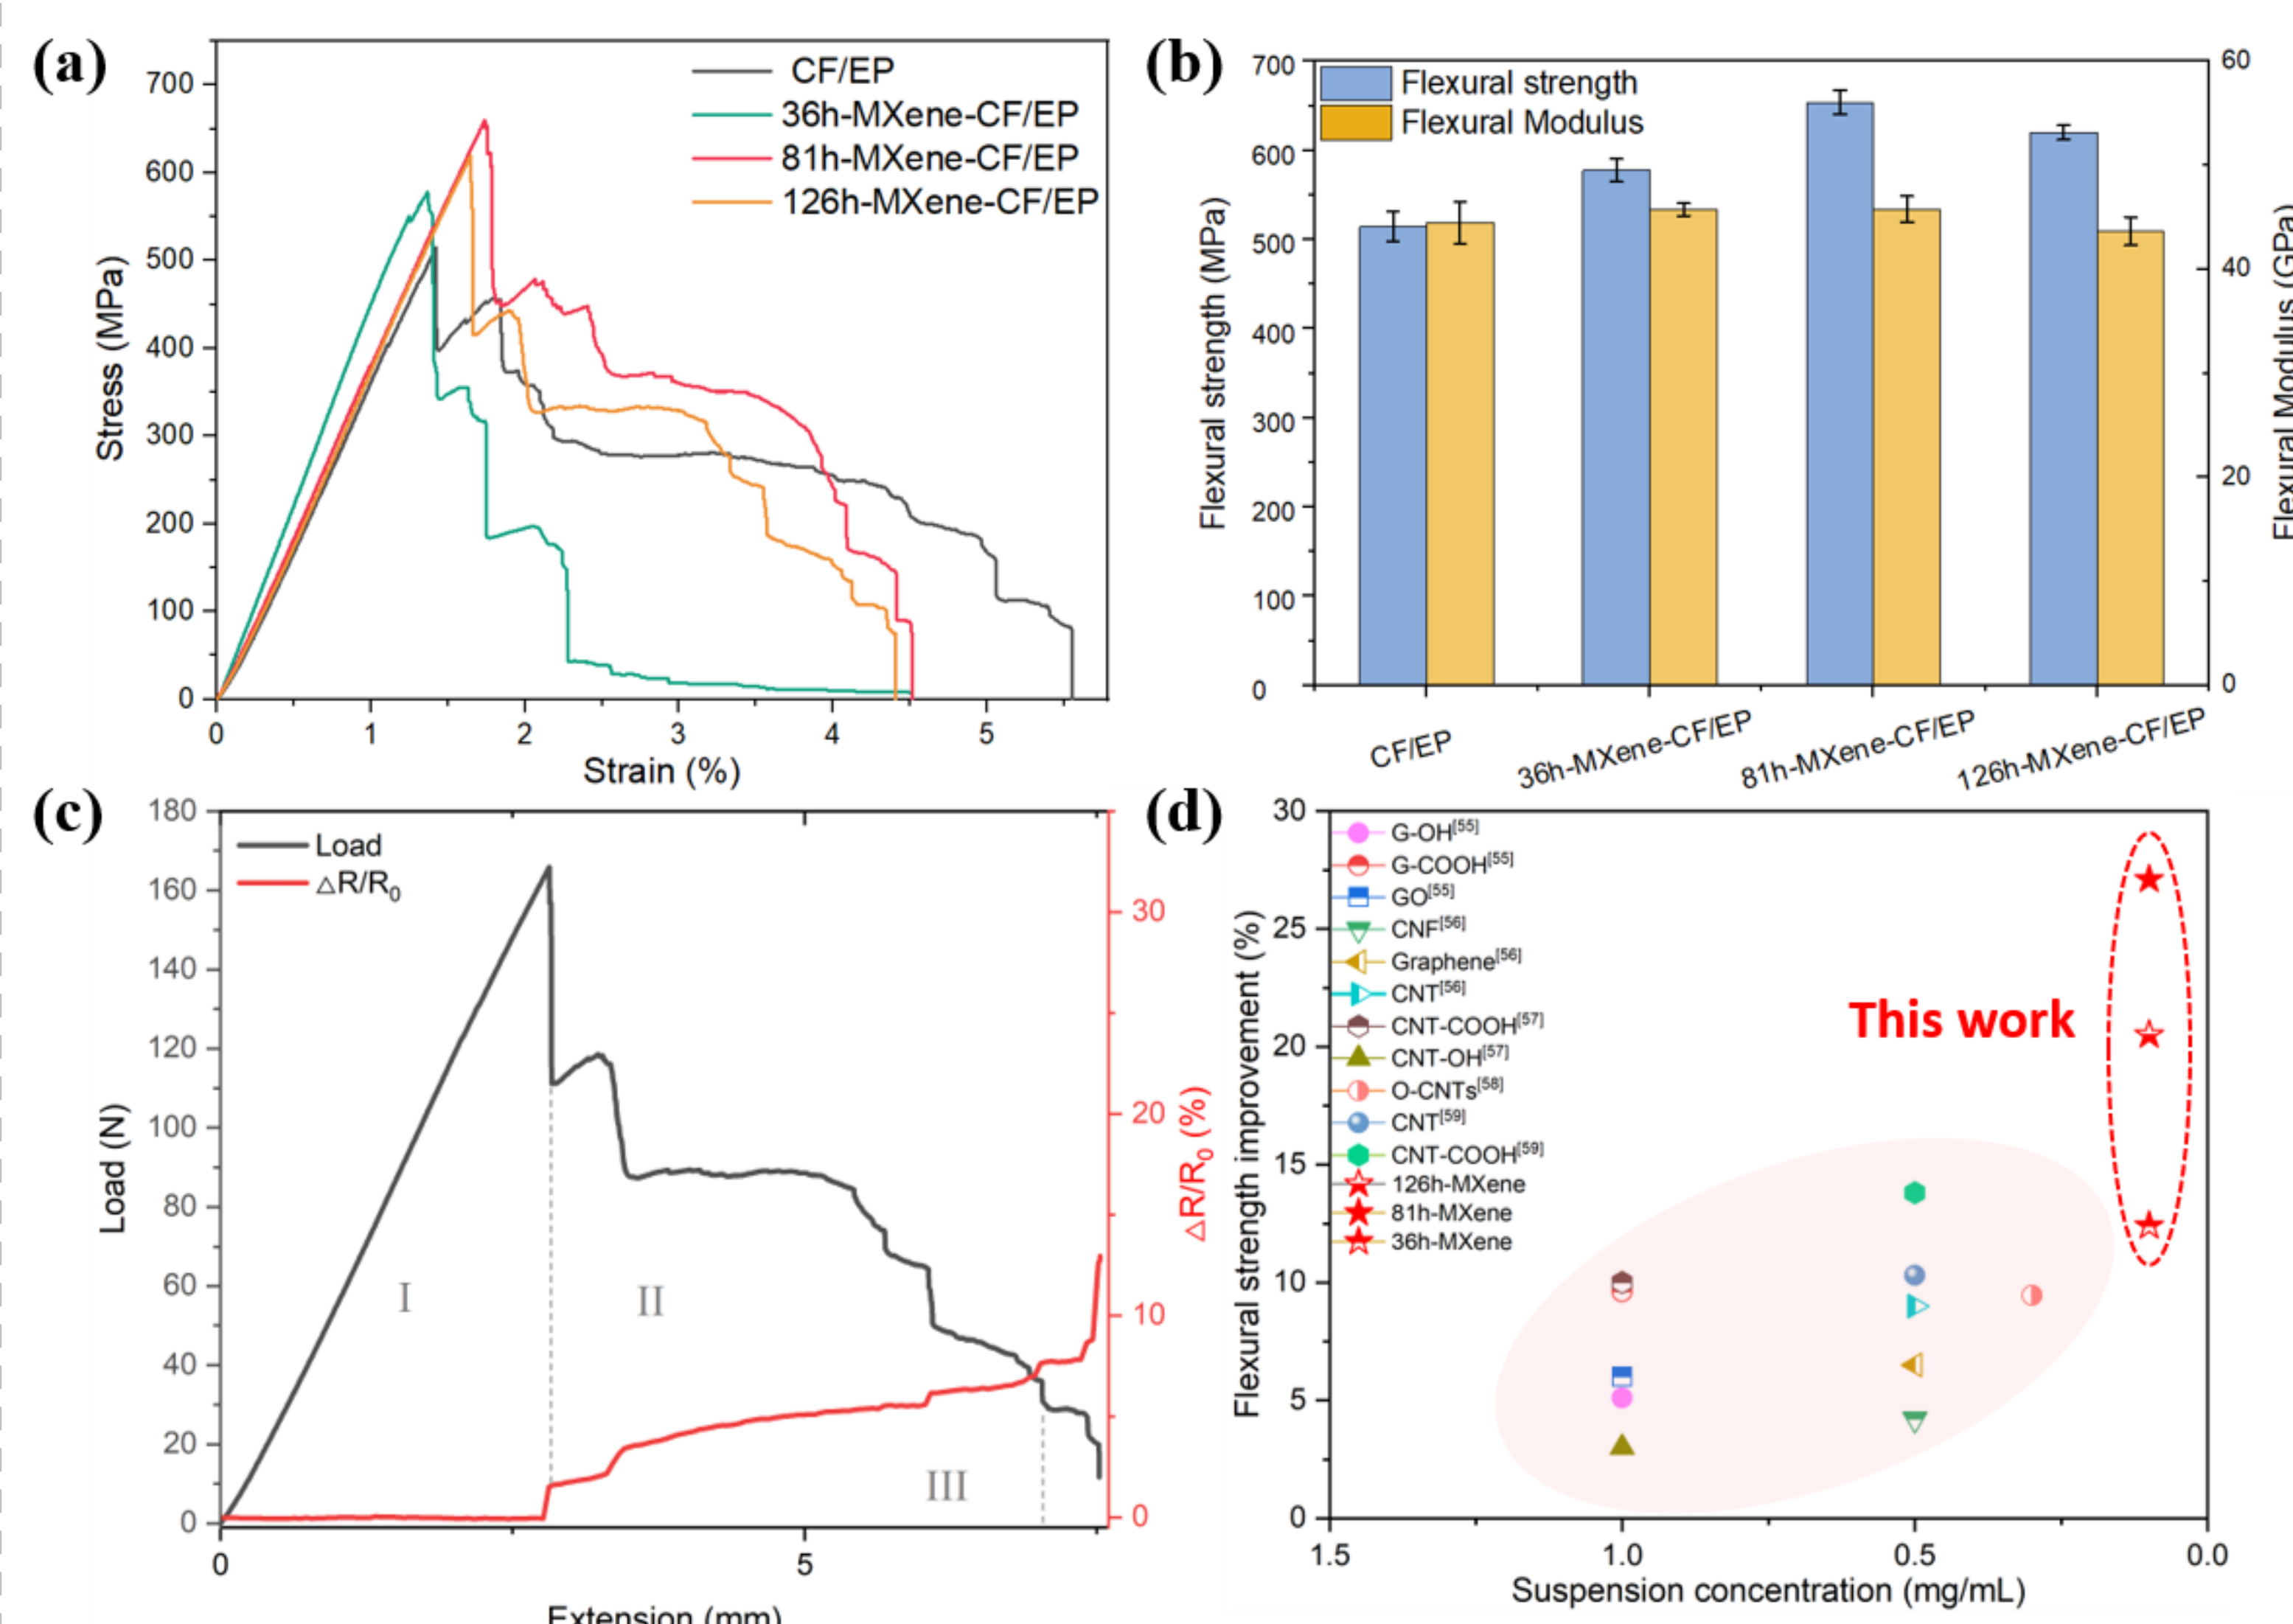 (a)
CF/EP
36h-MXene-CF/EP
81h-MXene-CF/EP
126h-MXene-CF/EP
700
600
500
400
300
200
100
0
Stress (MPa)
0 1 2 3 4 5
Strain (%)
(b)
Flexural strength
Flexural Modulus
700
600
500
400
300
200
100
0
Flexural strength (MPa)
60
40
20
0
Flexural Modulus (GPa)
CF/EP
36h-MXene-CF/EP
81h-MXene-CF/EP
126h-MXene-CF/EP
(c)
Load
△R/R0
180
160
140
120
100
80
60
40
20
0
Load (N)
I
II
III
30
20
10
0
△R/R0 (%)
0 5
Extension (mm)
(d)
G-OH[55]
G-COOH[55]
GO[55]
CNF[56]
Graphene[56]
CNT[56]
CNT-COOH[57]
CNT-OH[57]
O-CNTs[58]
CNT[59]
CNT-COOH[59]
126h-MXene
81h-MXene
36h-MXene
This work
30
25
20
15
10
5
0
Flexural strength improvement (%)
1.5 1.0 0.5 0.0
Suspension concentration (mg/mL)